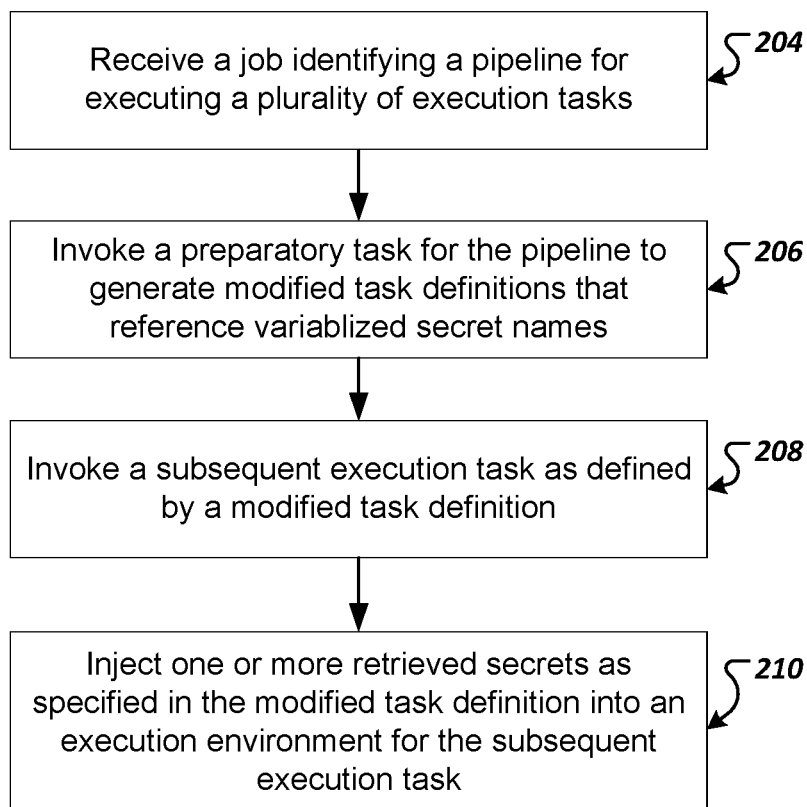 Receive a job identifying a pipeline for
executing a plurality of execution tasks
204
Invoke a preparatory task for the pipeline to
generate modified task definitions that
reference variablized secret names
206
Invoke a subsequent execution task as defined
by a modified task definition
208
Inject one or more retrieved secrets as
specified in the modified task definition into an
execution environment for the subsequent
execution task
210